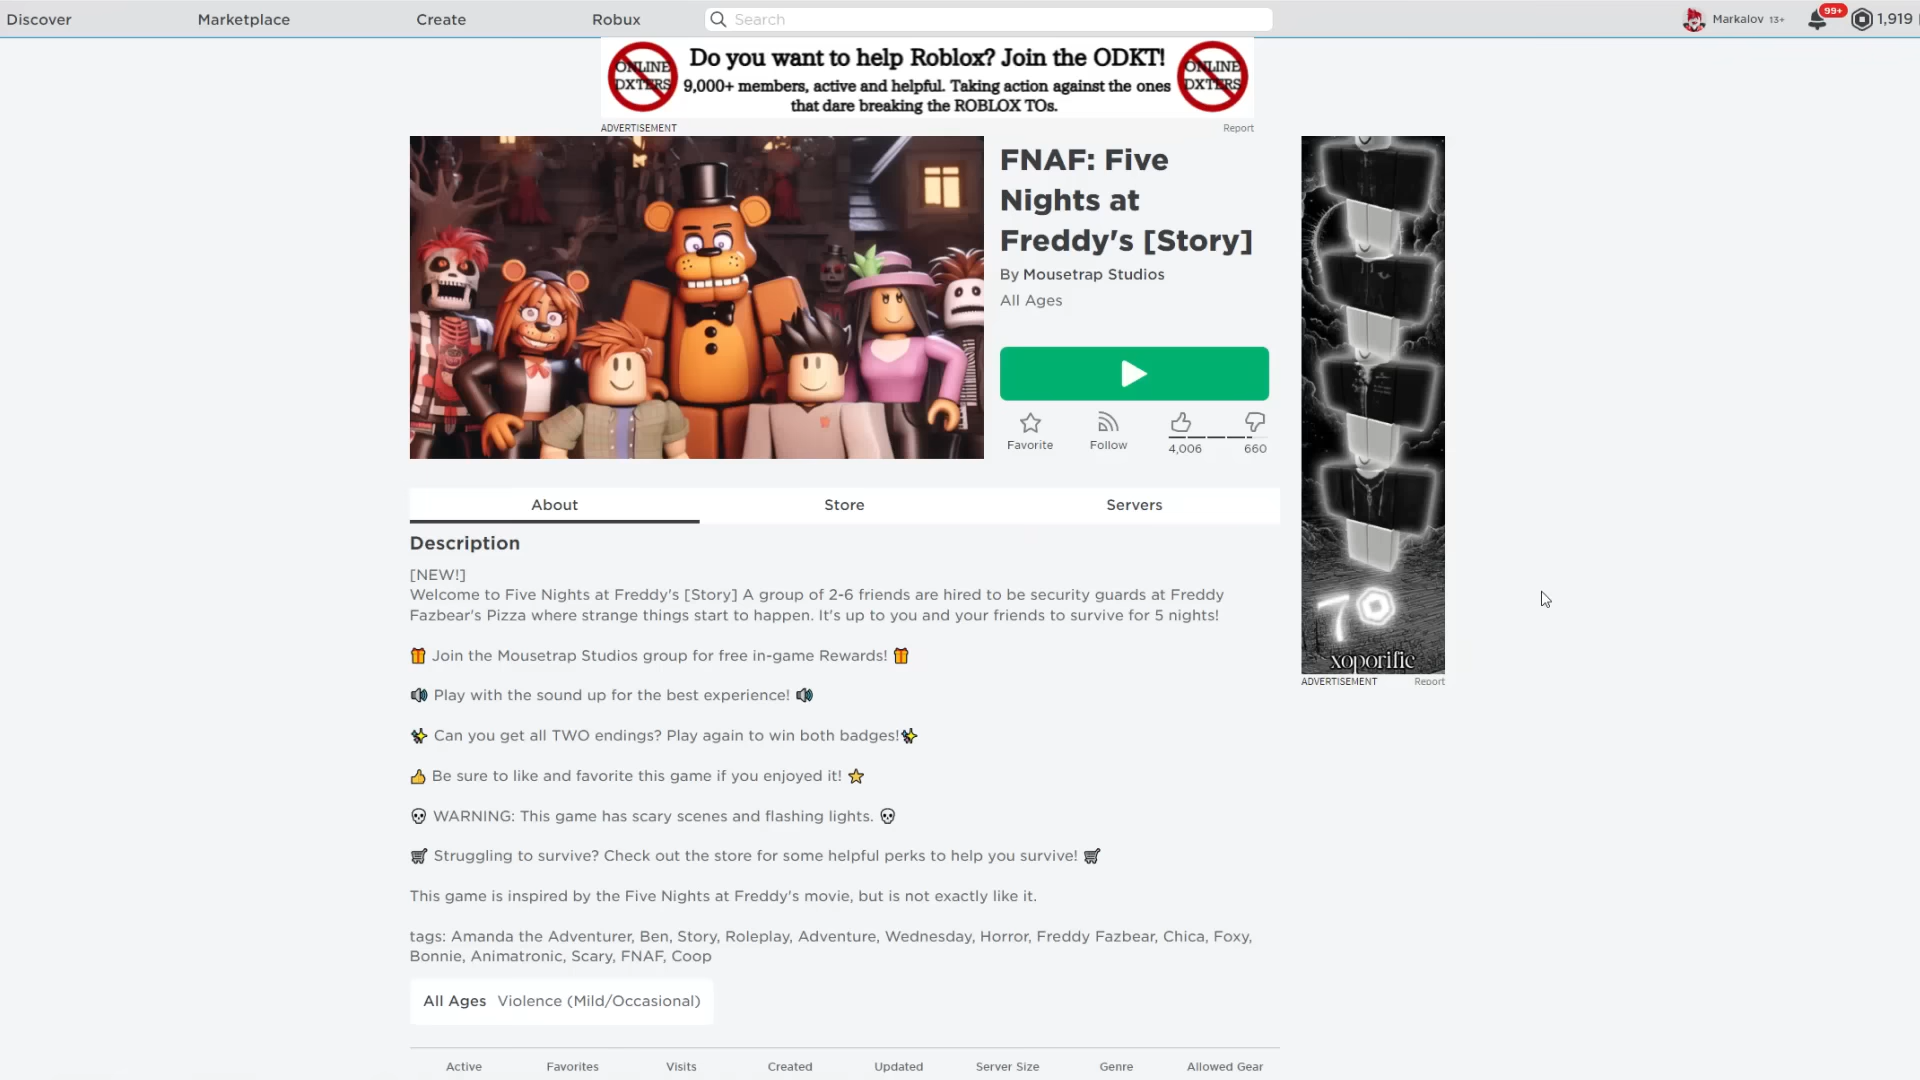 Discover
Marketplace
Create
Robux
Search
Markalov 13+
99+
1,919
ONLINE
DXTERS
Do you want to help Roblox? Join the ODKT!
9,000+ members, active and helpful. Taking action against the ones
that dare breaking the ROBLOX TOs.
ONLINE
DXTERS
ADVERTISEMENT
Report
FNAF: Five
Nights at
Freddy's [Story]
By Mousetrap Studios
All Ages
Favorite
Follow
4,006
660
7
xoporific
ADVERTISEMENT
Report
About
Store
Servers
Description
[NEW!]
Welcome to Five Nights at Freddy's [Story] A group of 2-6 friends are hired to be security guards at Freddy
Fazbear's Pizza where strange things start to happen. It's up to you and your friends to survive for 5 nights!
🎁 Join the Mousetrap Studios group for free in-game Rewards! 🎁
🔊 Play with the sound up for the best experience! 🔊
✨ Can you get all TWO endings? Play again to win both badges!✨
👍 Be sure to like and favorite this game if you enjoyed it! ⭐
💀 WARNING: This game has scary scenes and flashing lights. 💀
🛒 Struggling to survive? Check out the store for some helpful perks to help you survive! 🛒
This game is inspired by the Five Nights at Freddy's movie, but is not exactly like it.
tags: Amanda the Adventurer, Ben, Story, Roleplay, Adventure, Wednesday, Horror, Freddy Fazbear, Chica, Foxy,
Bonnie, Animatronic, Scary, FNAF, Coop
All Ages Violence (Mild/Occasional)
Active
Favorites
Visits
Created
Updated
Server Size
Genre
Allowed Gear